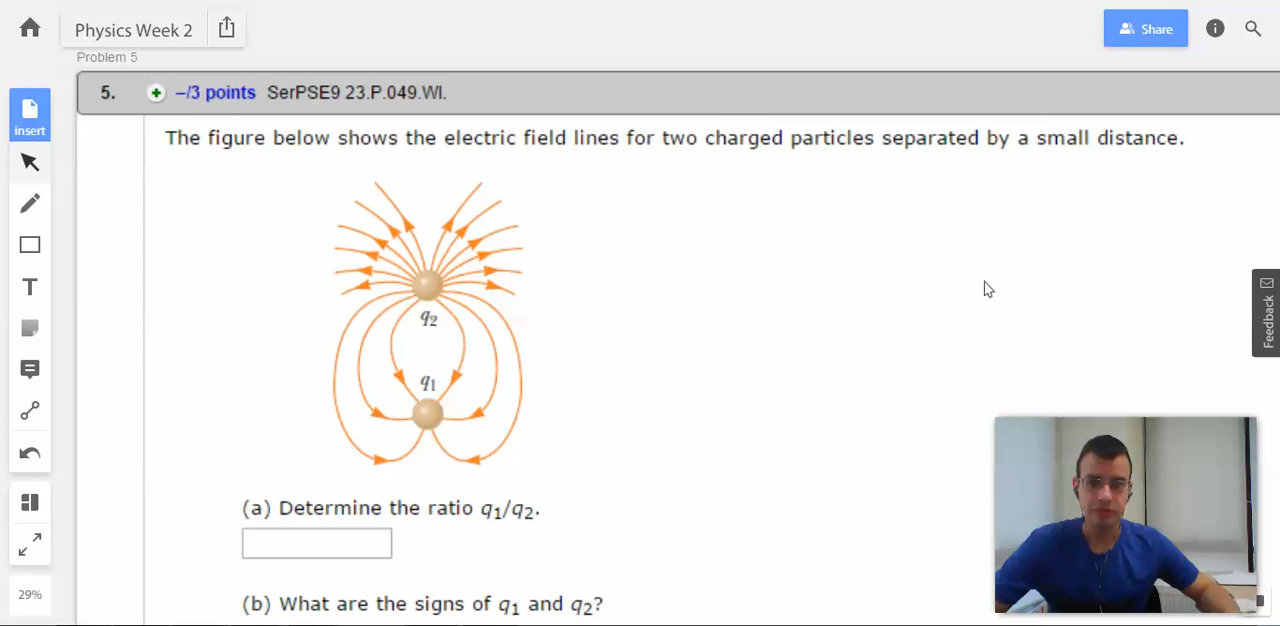 Physics Week 2
Share
Problem 5
5. -/3 points SerPSE9 23.P.049.WI.
insert
The figure below shows the electric field lines for two charged particles separated by a small distance.
T
q2
q1
Feedback
(a) Determine the ratio q1/q2.
29%
(b) What are the signs of q1 and q2?